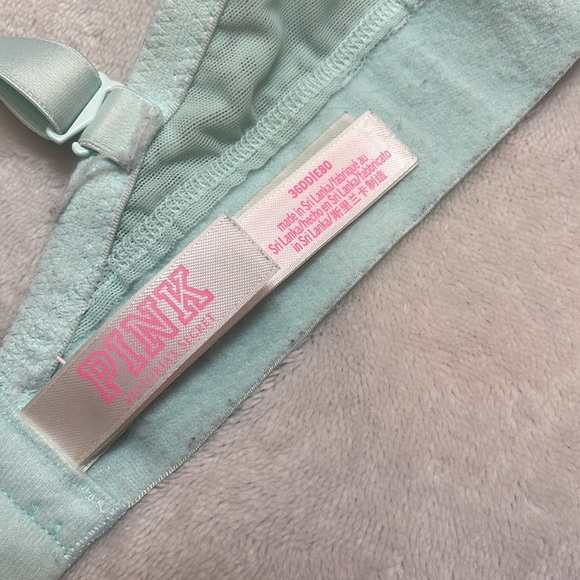 36DD|E80
made in Sri Lanka/fabriqué au
Sri Lanka/hecho en Sri Lanka/fabbricato
in Sri Lanka/斯里兰卡制造
PINK
VICTORIA'S SECRET